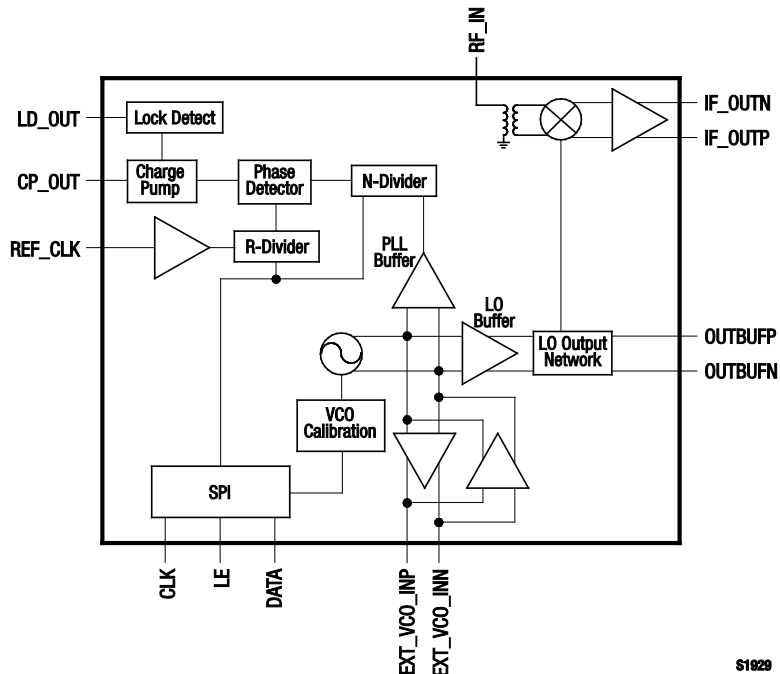 RF_IN
IF_OUTN
IF_OUTP
LD_OUT
Lock Detect
CP_OUT
Charge
Pump
Phase
Detector
N-Divider
REF_CLK
R-Divider
PLL
Buffer
LO
Buffer
LO Output
Network
OUTBUFP
OUTBUFN
VCO
Calibration
SPI
CLK
LE
DATA
EXT_VCO_INP
EXT_VCO_INN
S1929